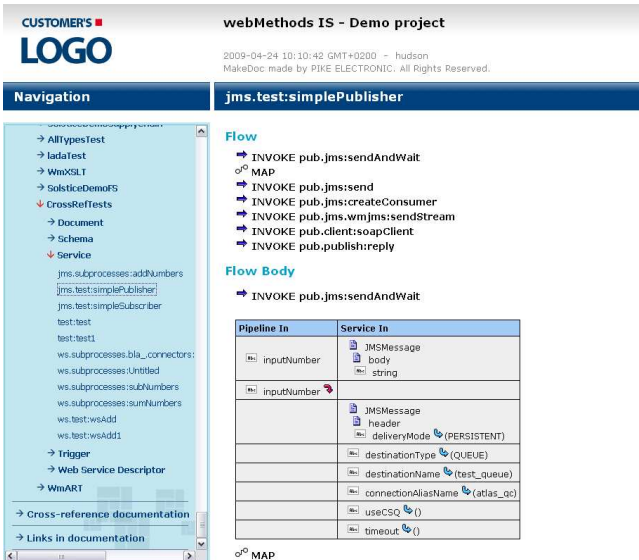 CUSTOMER'S
LOGO
webMethods IS - Demo project
2009-04-24 10:10:42 GMT+0200 - hudson
MakeDoc made by PIKE ELECTRONIC. All Rights Reserved.
Navigation
jms.test:simplePublisher
AllTypesTest
ladaTest
WmXSLT
SolsticeDemoFS
CrossRefTests
Document
Schema
Service
jms.subprocesses:addNumbers
jms.test:simplePublisher
jms.test:simpleSubscriber
test:test
test:test1
ws.subprocesses.bla_.connectors:
ws.subprocesses:Untitled
ws.subprocesses:subNumbers
ws.subprocesses:sumNumbers
ws.test:wsAdd
ws.test:wsAdd1
Trigger
Web Service Descriptor
WmART
Cross-reference documentation
Links in documentation
Flow
INVOKE pub.jms:sendAndWait
MAP
INVOKE pub.jms:send
INVOKE pub.jms:createConsumer
INVOKE pub.jms.wmjms:sendStream
INVOKE pub.client:soapClient
INVOKE pub.publish:reply
Flow Body
INVOKE pub.jms:sendAndWait
Pipeline In Service In
JMSMessage
inputNumber body
string
inputNumber
JMSMessage
header
deliveryMode (PERSISTENT)
destinationType (QUEUE)
destinationName (test_queue)
connectionAliasName (atlas_qc)
useCSQ ()
timeout ()
MAP